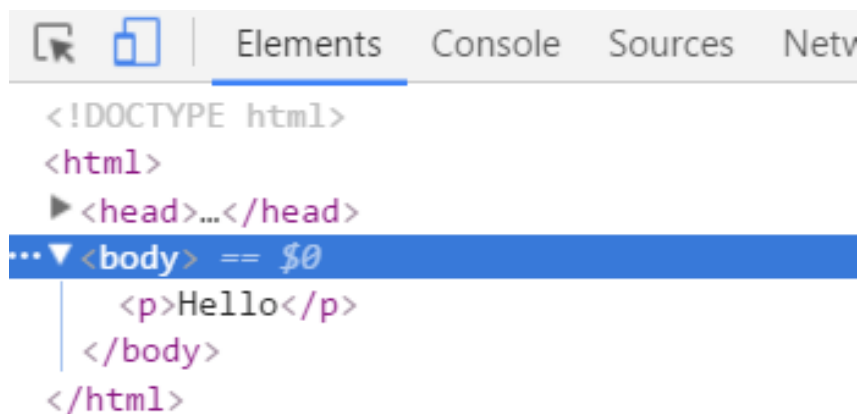 Elements Console Sources Netw
<!DOCTYPE html>
<html>
<head>…</head>
<body> == $0
<p>Hello</p>
</body>
</html>